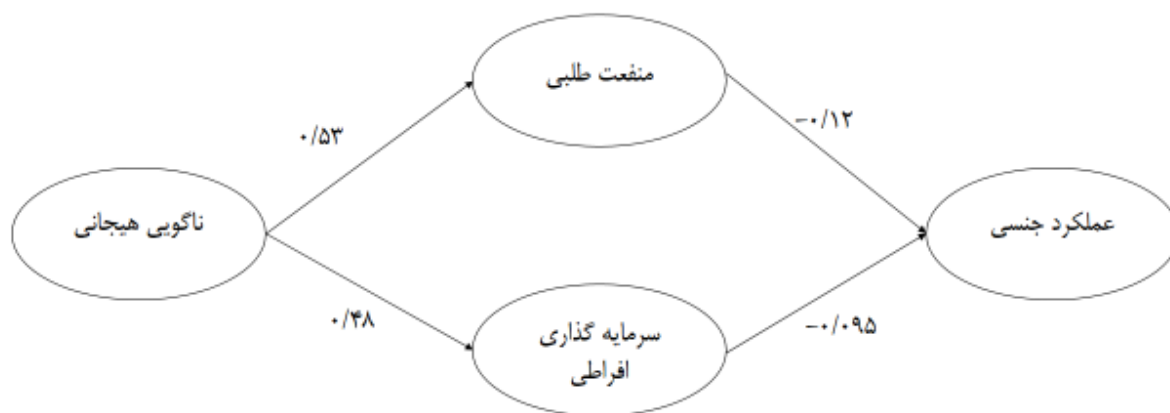 منفعت طلبی
۰/۵۳
-۰/۱۲
ناگویی هیجانی
عملکرد جنسی
۰/۴۸
-۰/۰۹۵
سرمایه گذاری
افراطی